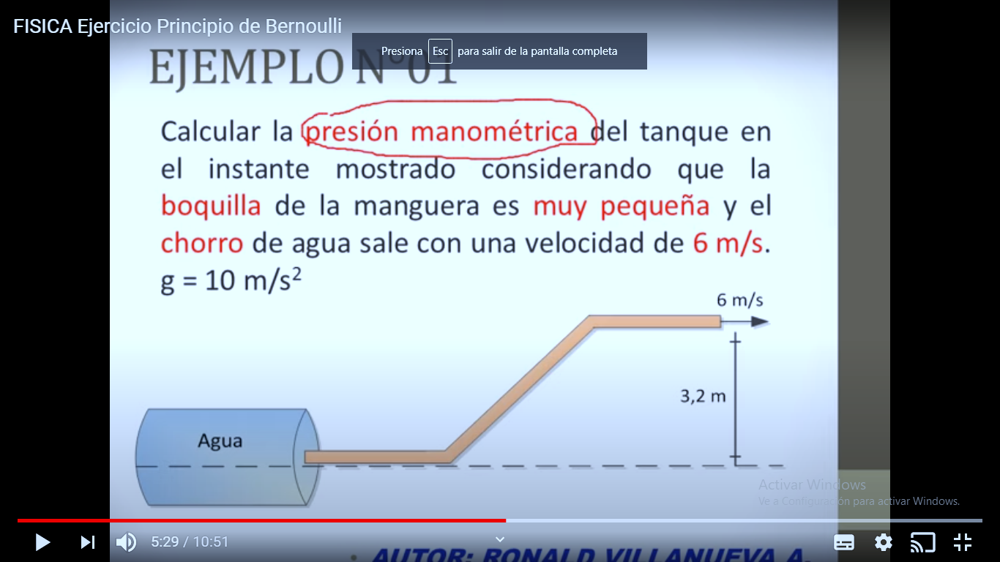 FISICA Ejercicio Principio de Bernoulli
Presiona Esc para salir de la pantalla completa
EJEMPLO N°01
Calcular la presión manométrica del tanque en
el instante mostrado considerando que la
boquilla de la manguera es muy pequeña y el
chorro de agua sale con una velocidad de 6 m/s.
g = 10 m/s²
6 m/s
3,2 m
Agua
Activar Windows
Ve a Configuración para activar Windows.
5:29 / 10:51
• AUTOR: RONALD VILLANUEVA A.